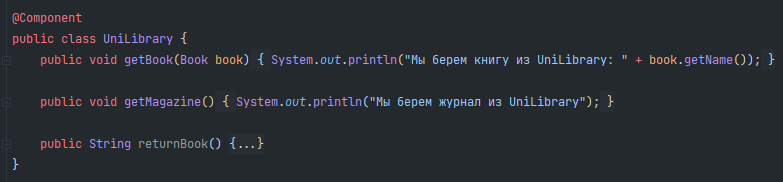 @Component
public class UniLibrary {
public void getBook(Book book) { System.out.println("Мы берем книгу из UniLibrary: " + book.getName()); }
public void getMagazine() { System.out.println("Мы берем журнал из UniLibrary"); }
public String returnBook() {...}
}